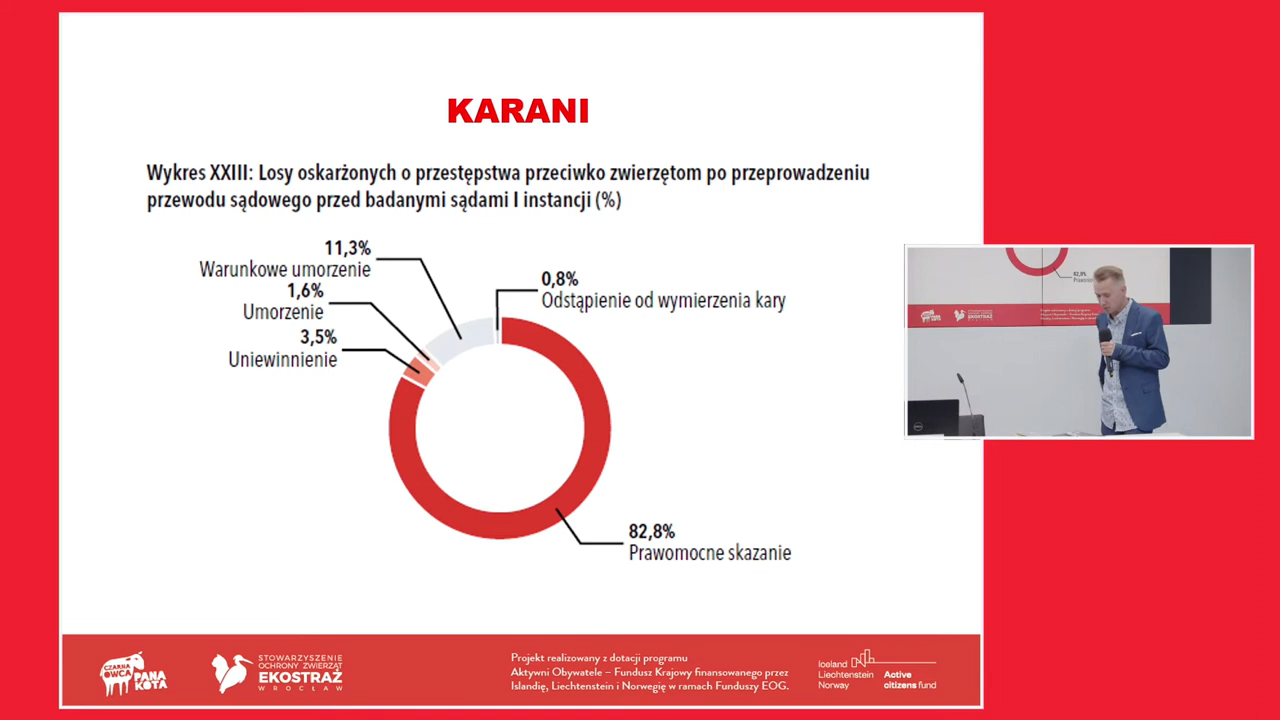 KARANI
Wykres XXIII: Losy oskarżonych o przestępstwa przeciwko zwierzętom po przeprowadzeniu
przewodu sądowego przed badanymi sądami I instancji (%)
11,3%
Warunkowe umorzenie
1,6%
Umorzenie
3,5%
Uniewinnienie
0,8%
Odstąpienie od wymierzenia kary
82,8%
Prawomocne skazanie
CZARNA
OWCA
PANA
KOTA
STOWARZYSZENIE
OCHRONY ZWIERZĄT
EKOSTRAŻ
WROCŁAW
Projekt realizowany z dotacji programu
Aktywni Obywatele – Fundusz Krajowy finansowanego przez
Islandię, Liechtenstein i Norwegię w ramach Funduszy EOG.
Iceland
Liechtenstein
Norway
Active
citizens fund
EKOSTRAŻ